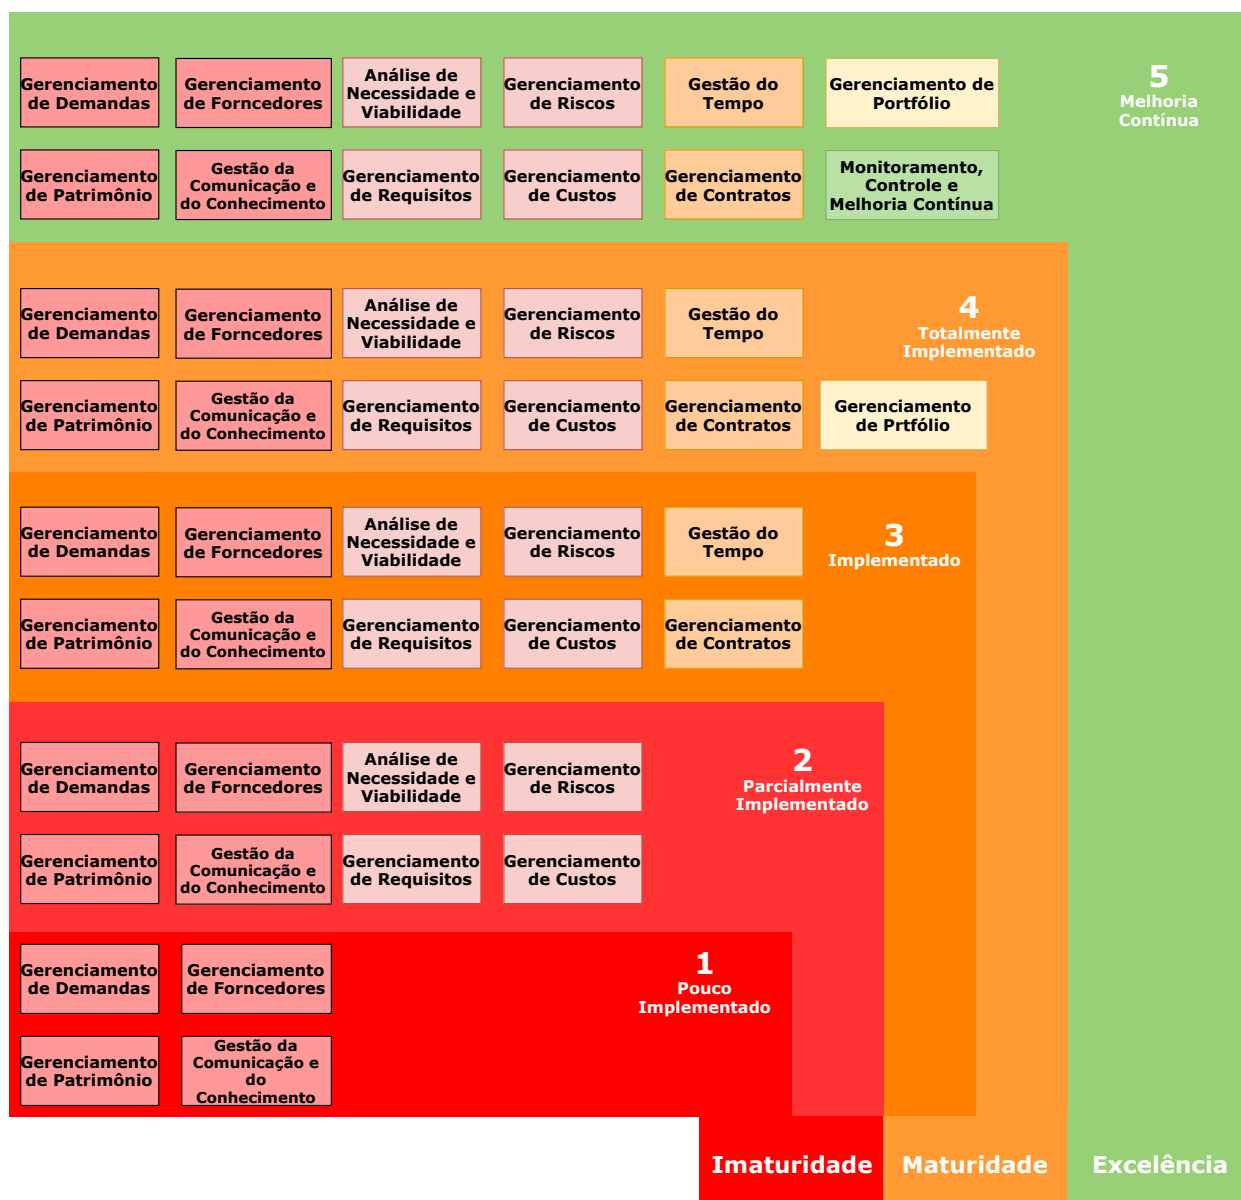 Gerenciamento
de Demandas
Gerenciamento
de Forncedores
Análise de
Necessidade e
Viabilidade
Gerenciamento
de Riscos
Gestão do
Tempo
Gerenciamento de
Portfólio
5
Melhoria
Contínua
Gerenciamento
de Patrimônio
Gestão da
Comunicação e
do Conhecimento
Gerenciamento
de Requisitos
Gerenciamento
de Custos
Gerenciamento
de Contratos
Monitoramento,
Controle e
Melhoria Contínua
Gerenciamento
de Demandas
Gerenciamento
de Forncedores
Análise de
Necessidade e
Viabilidade
Gerenciamento
de Riscos
Gestão do
Tempo
4
Totalmente
Implementado
Gerenciamento
de Patrimônio
Gestão da
Comunicação e
do Conhecimento
Gerenciamento
de Requisitos
Gerenciamento
de Custos
Gerenciamento
de Contratos
Gerenciamento
de Prtfólio
Gerenciamento
de Demandas
Gerenciamento
de Forncedores
Análise de
Necessidade e
Viabilidade
Gerenciamento
de Riscos
Gestão do
Tempo
3
Implementado
Gerenciamento
de Patrimônio
Gestão da
Comunicação e
do Conhecimento
Gerenciamento
de Requisitos
Gerenciamento
de Custos
Gerenciamento
de Contratos
Gerenciamento
de Demandas
Gerenciamento
de Forncedores
Análise de
Necessidade e
Viabilidade
Gerenciamento
de Riscos
2
Parcialmente
Implementado
Gerenciamento
de Patrimônio
Gestão da
Comunicação e
do Conhecimento
Gerenciamento
de Requisitos
Gerenciamento
de Custos
Gerenciamento
de Demandas
Gerenciamento
de Forncedores
1
Pouco
Implementado
Gerenciamento
de Patrimônio
Gestão da
Comunicação e
do
Conhecimento
Imaturidade
Maturidade
Excelência